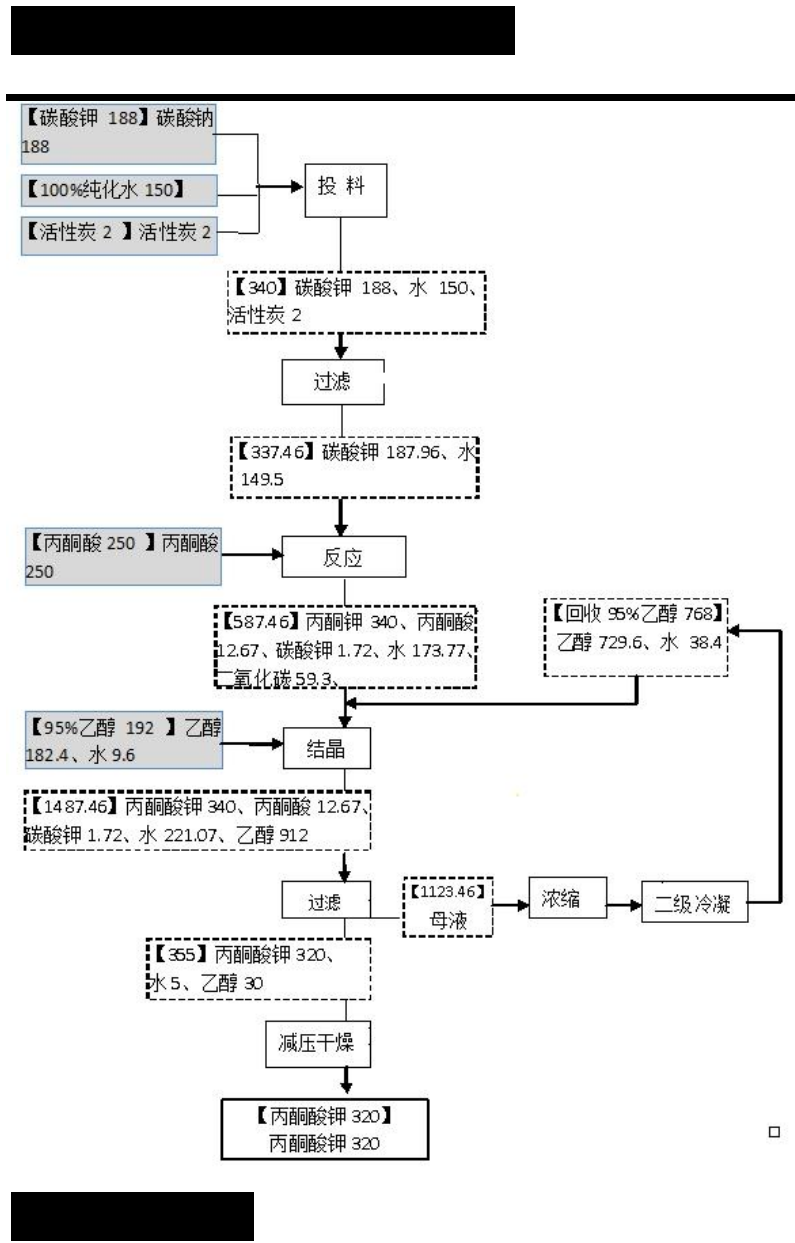 【碳酸钾 188】碳酸钠
188
【100%纯化水 150】
【活性炭 2 】活性炭 2
投 料
【340】碳酸钾 188、水 150、
活性炭 2
过滤
【337.46】碳酸钾 187.96、水
149.5
【丙酮酸 250 】丙酮酸
250
反应
【587.46】丙酮钾 340、丙酮酸
12.67、碳酸钾 1.72、水 173.77、
二氧化碳 59.3、
【回收 95%乙醇 768】
乙醇 729.6、水 38.4
【95%乙醇 192 】乙醇
182.4、水 9.6
结晶
【1487.46】丙酮酸钾 340、丙酮酸 12.67、
碳酸钾 1.72、水 221.07、乙醇 912
过滤
【1123.46】
母液
浓缩
二级冷凝
【355】丙酮酸钾 320、
水 5、乙醇 30
减压干燥
【丙酮酸钾 320】
丙酮酸钾 320